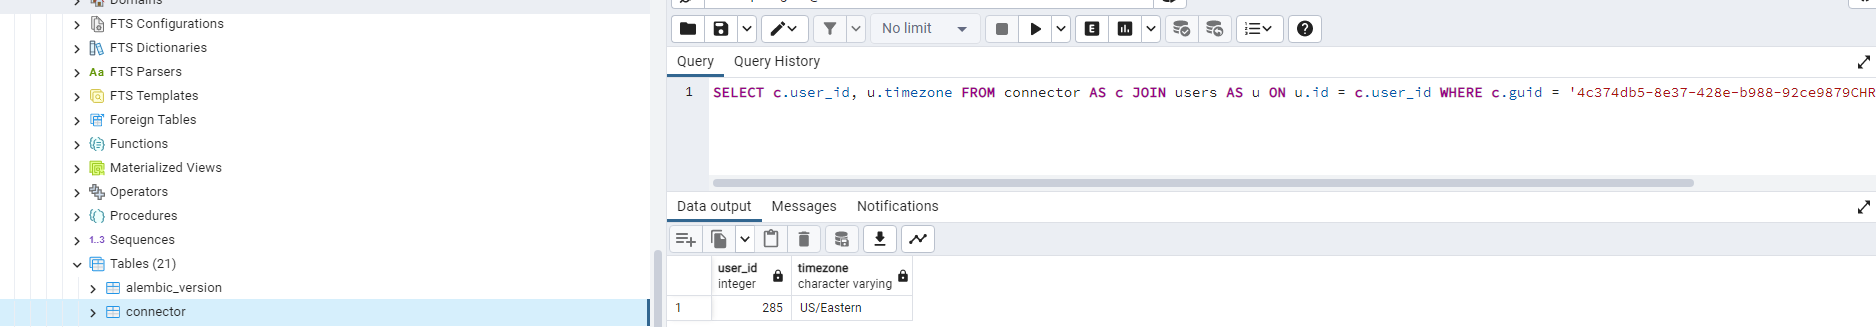 Domains
FTS Configurations
FTS Dictionaries
Aa FTS Parsers
FTS Templates
Foreign Tables
Functions
Materialized Views
Operators
Procedures
1..3 Sequences
Tables (21)
alembic_version
connector
No limit
E
Query Query History
1 SELECT c.user_id, u.timezone FROM connector AS c JOIN users AS u ON u.id = c.user_id WHERE c.guid = '4c374db5-8e37-428e-b988-92ce9879CHR
Data output Messages Notifications
user_id timezone
integer character varying
1 285 US/Eastern